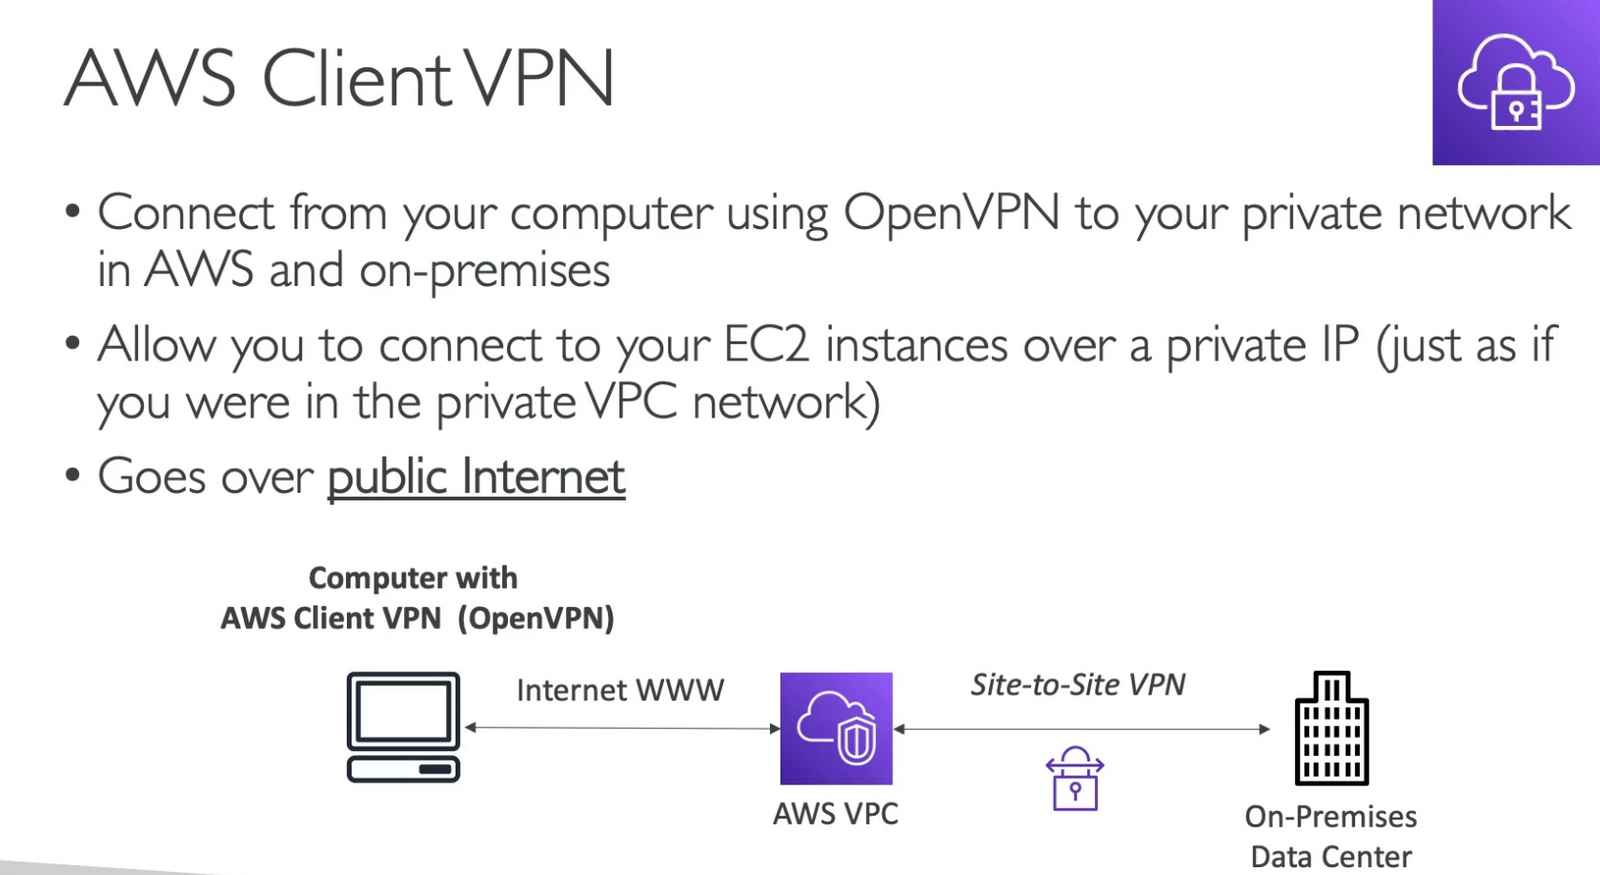 AWS Client VPN
• Connect from your computer using OpenVPN to your private network
in AWS and on-premises
• Allow you to connect to your EC2 instances over a private IP (just as if
you were in the private VPC network)
• Goes over public Internet
Computer with
AWS Client VPN (OpenVPN)
Internet WWW
Site-to-Site VPN
AWS VPC
On-Premises
Data Center